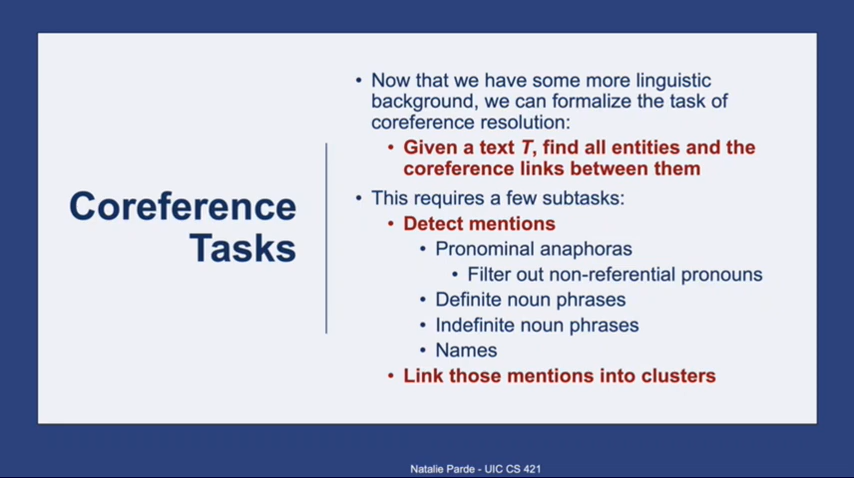 Coreference
Tasks
• Now that we have some more linguistic
background, we can formalize the task of
coreference resolution:
• Given a text T, find all entities and the
coreference links between them
• This requires a few subtasks:
• Detect mentions
• Pronominal anaphoras
• Filter out non-referential pronouns
• Definite noun phrases
• Indefinite noun phrases
• Names
• Link those mentions into clusters
Natalie Parde - UIC CS 421